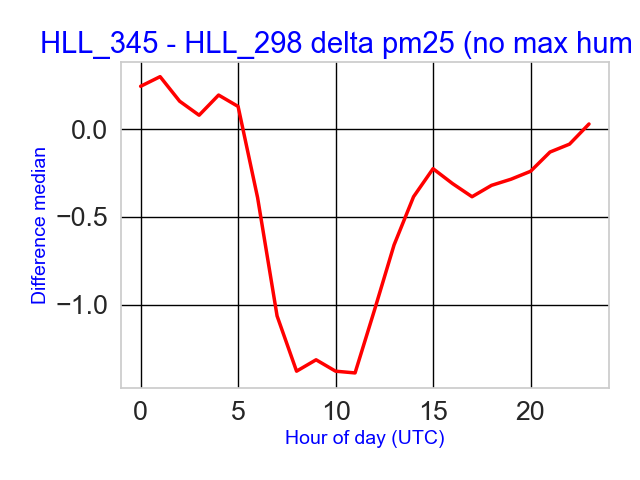 HLL_345 - HLL_298 delta pm25 (no max hum
0.0
−0.5
−1.0
Difference median
0 5 10 15 20
Hour of day (UTC)